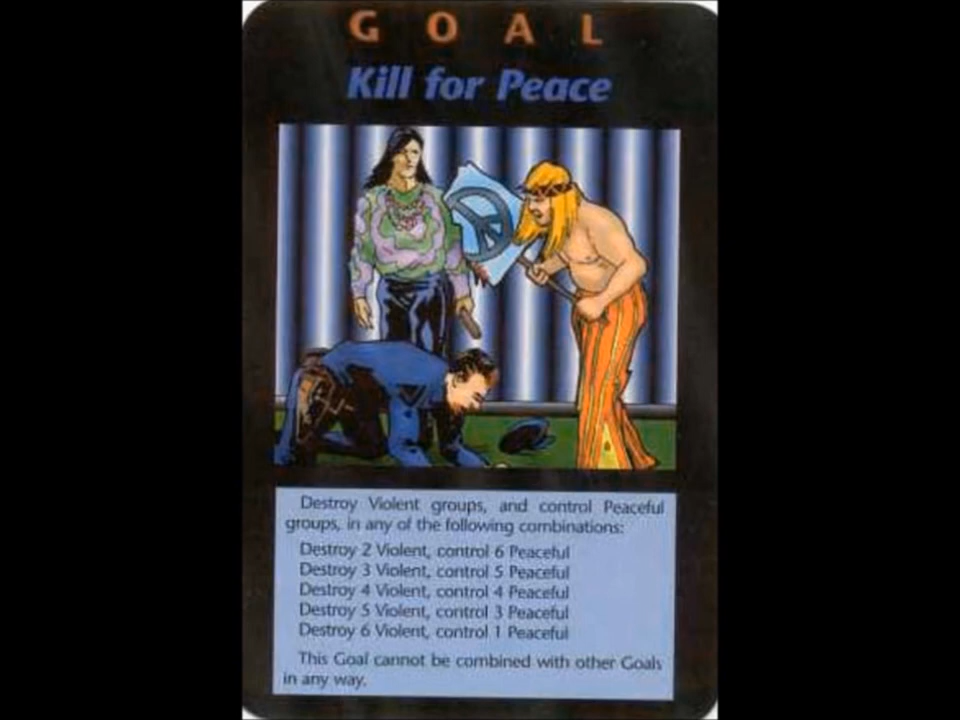 GOAL
Kill for Peace
Destroy Violent groups, and control Peaceful
groups, in any of the following combinations:
Destroy 2 Violent, control 6 Peaceful
Destroy 3 Violent, control 5 Peaceful
Destroy 4 Violent, control 4 Peaceful
Destroy 5 Violent, control 3 Peaceful
Destroy 6 Violent, control 1 Peaceful
This Goal cannot be combined with other Goals
in any way.